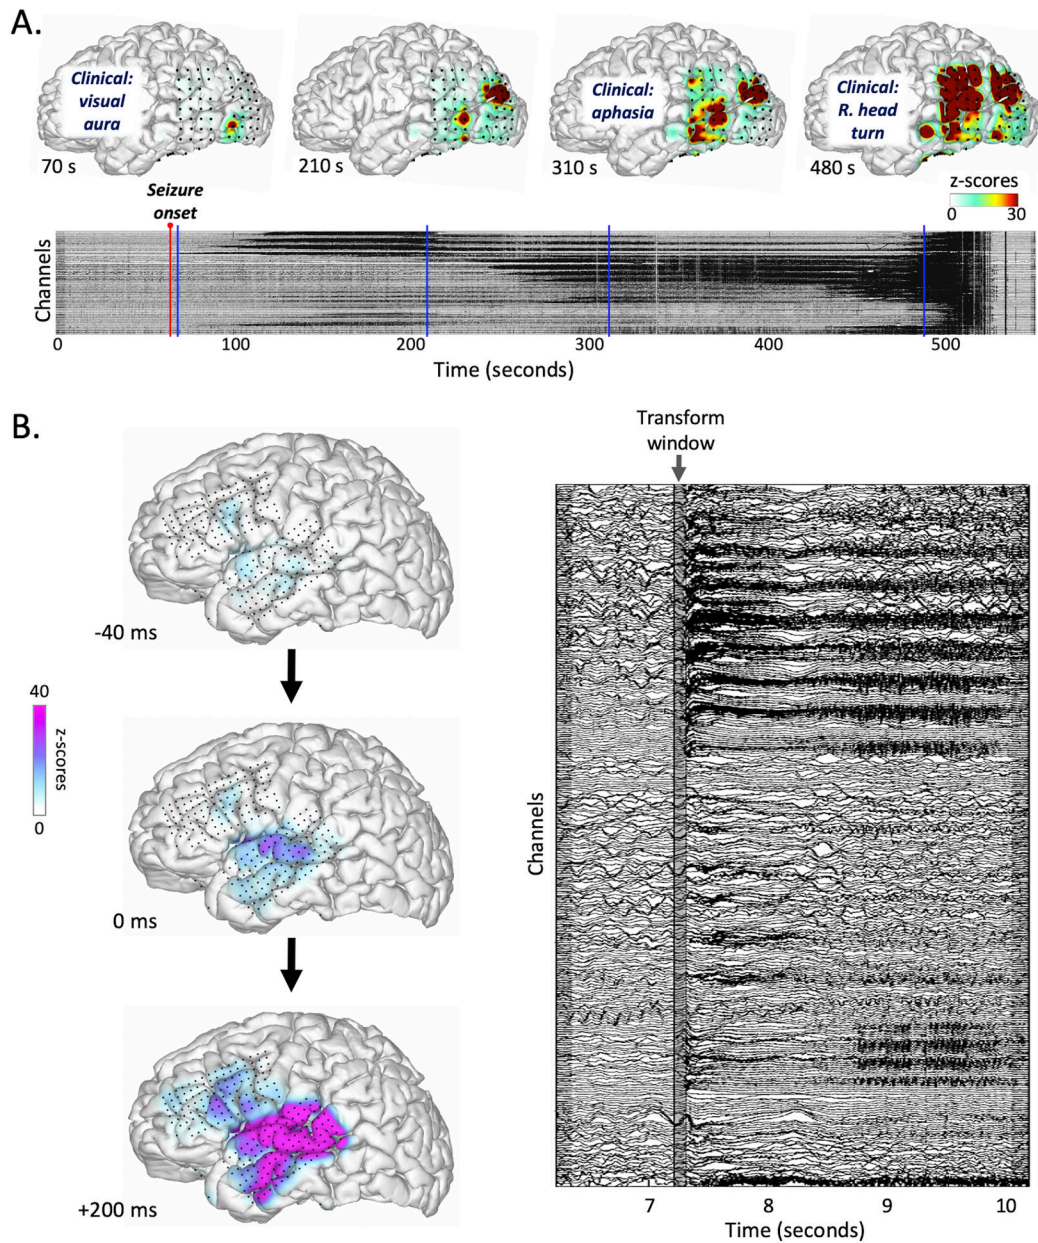 A.
Clinical:
visual
aura
Clinical:
aphasia
Clinical:
R. head
turn
70 s
210 s
310 s
480 s
Seizure
onset
z-scores
0
30
Channels
0
100
200
300
400
500
Time (seconds)
B.
Transform
window
-40 ms
40
z-scores
0
0 ms
+200 ms
Channels
7
8
9
10
Time (seconds)